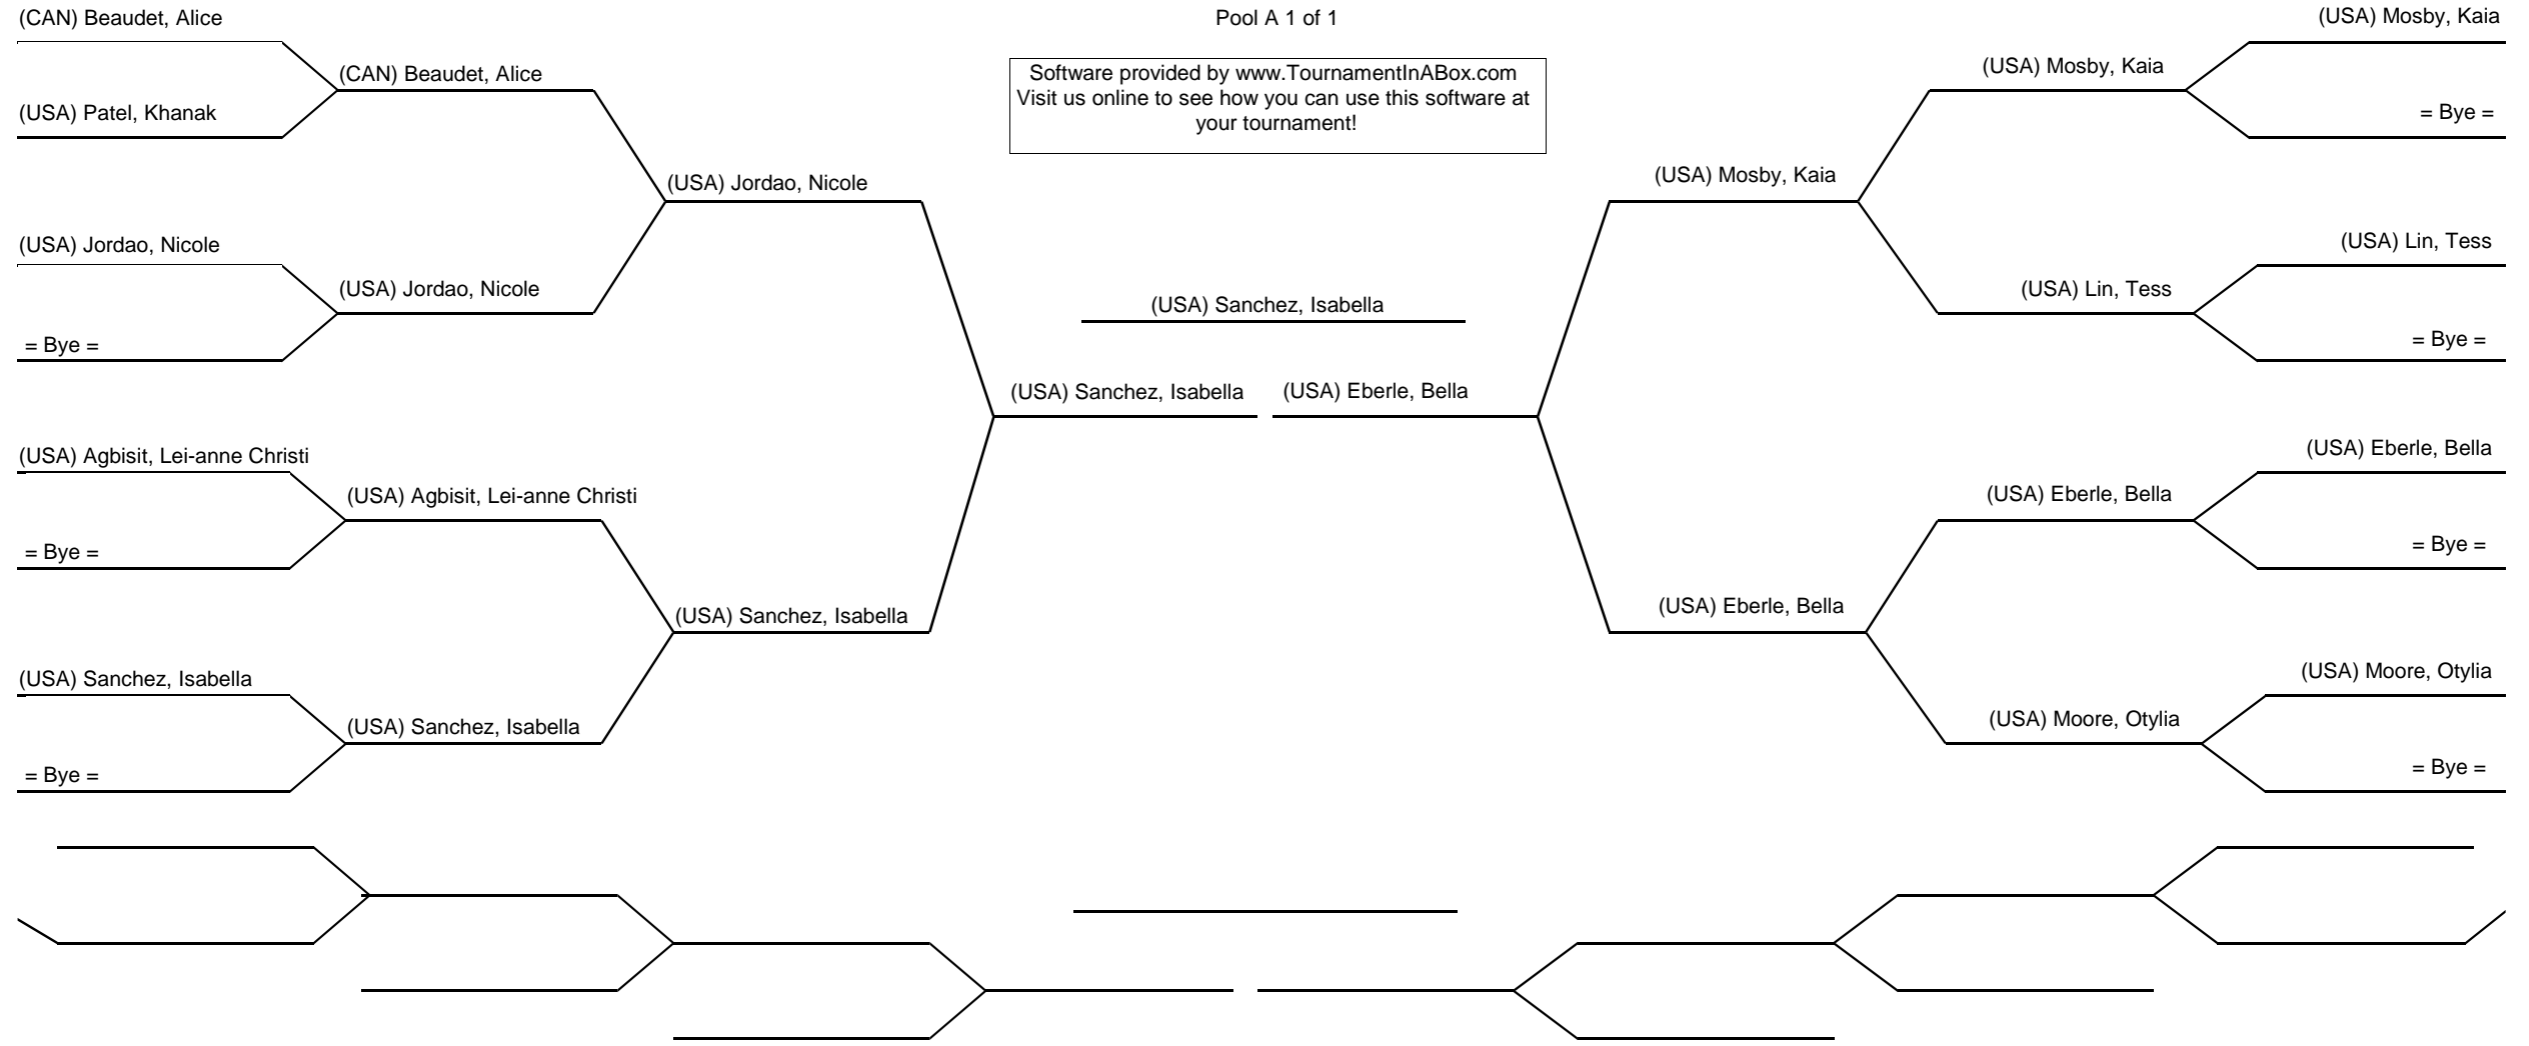 (CAN) Beaudet, Alice
(USA) Patel, Khanak
(USA) Jordao, Nicole
= Bye =
(USA) Agbisit, Lei-anne Christi
= Bye =
(USA) Sanchez, Isabella
= Bye =
(CAN) Beaudet, Alice
(USA) Jordao, Nicole
(USA) Agbisit, Lei-anne Christi
(USA) Sanchez, Isabella
(USA) Jordao, Nicole
(USA) Sanchez, Isabella
Pool A 1 of 1
Software provided by www.TournamentInABox.com
Visit us online to see how you can use this software at
your tournament!
(USA) Sanchez, Isabella
(USA) Sanchez, Isabella
(USA) Eberle, Bella
(USA) Mosby, Kaia
(USA) Eberle, Bella
(USA) Mosby, Kaia
(USA) Lin, Tess
(USA) Eberle, Bella
(USA) Moore, Otylia
(USA) Mosby, Kaia
= Bye =
(USA) Lin, Tess
= Bye =
(USA) Eberle, Bella
= Bye =
(USA) Moore, Otylia
= Bye =